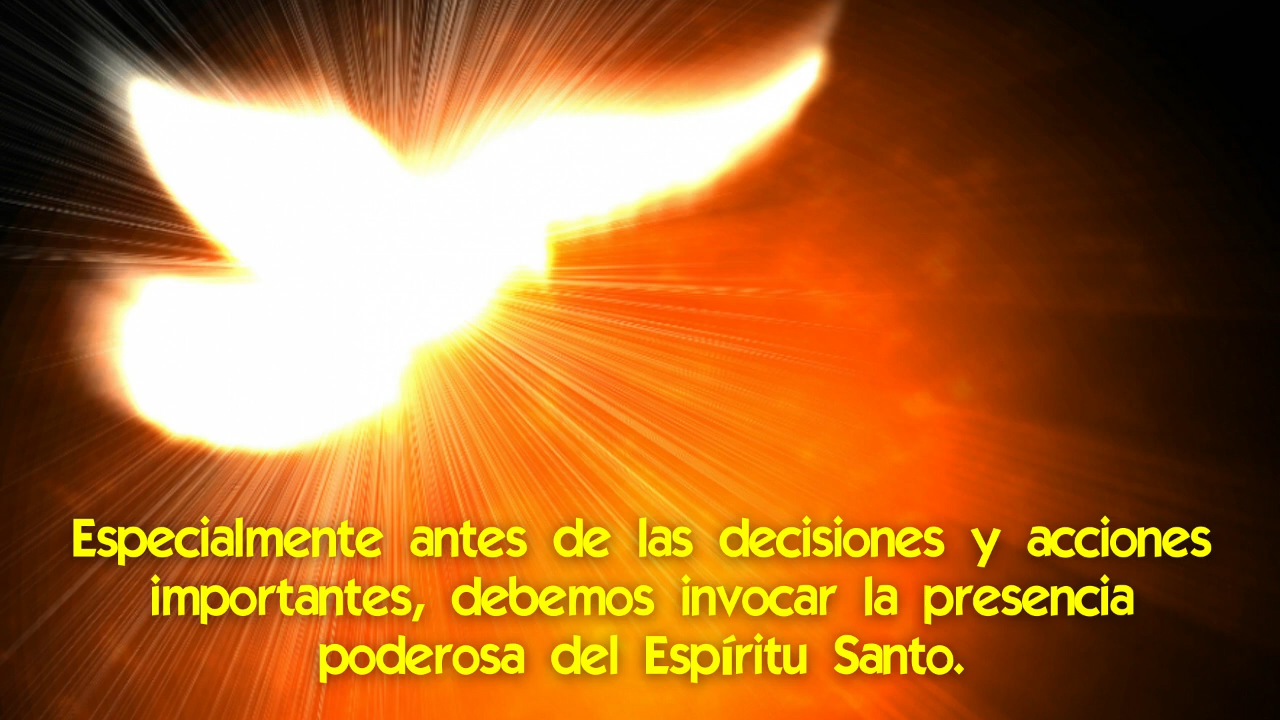 Especialmente antes de las decisiones y acciones
importantes, debemos invocar la presencia
poderosa del Espíritu Santo.